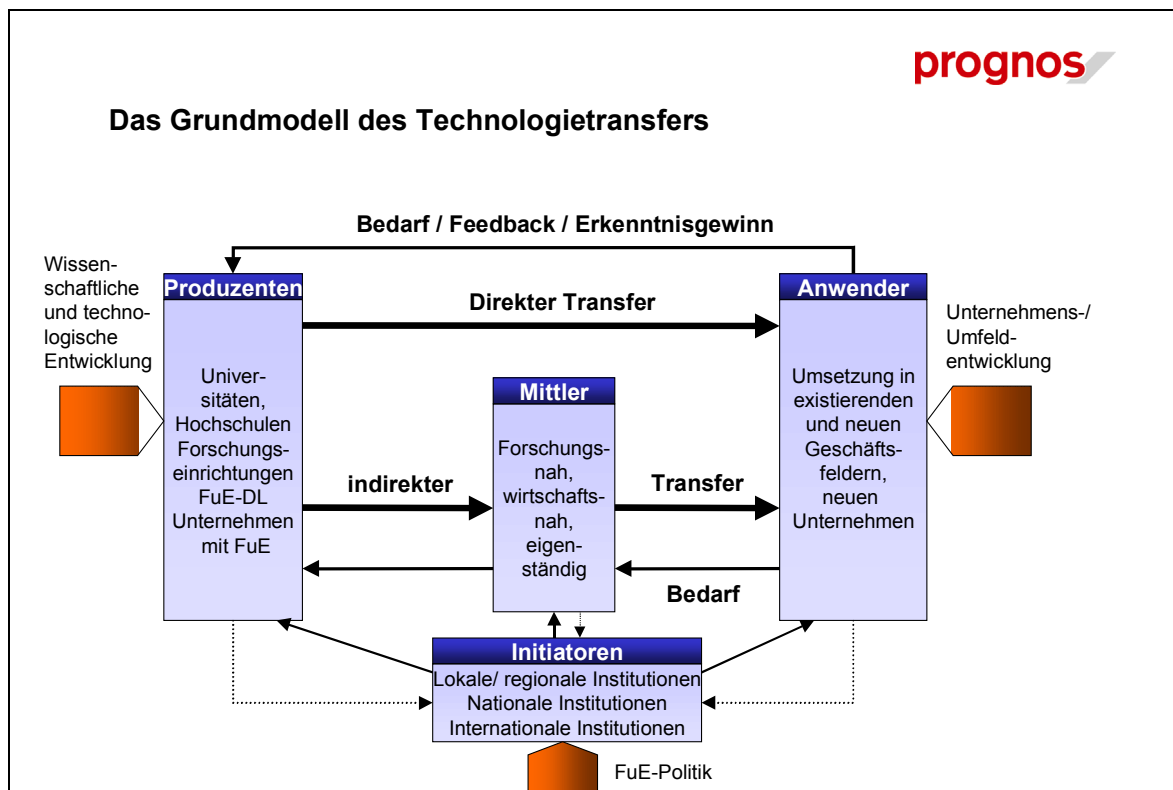 prognos
Das Grundmodell des Technologietransfers
Bedarf / Feedback / Erkenntnisgewinn
Wissen-
schaftliche
und techno-
logische
Entwicklung
Produzenten
Univer-
sitäten,
Hochschulen
Forschungs-
einrichtungen
FuE-DL
Unternehmen
mit FuE
Direkter Transfer
indirekter
Mittler
Forschungs-
nah,
wirtschafts-
nah,
eigen-
ständig
Transfer
Bedarf
Anwender
Umsetzung in
existierenden
und neuen
Geschäfts-
feldern,
neuen
Unternehmen
Unternehmens-/
Umfeld-
entwicklung
Initiatoren
Lokale/ regionale Institutionen
Nationale Institutionen
Internationale Institutionen
FuE-Politik